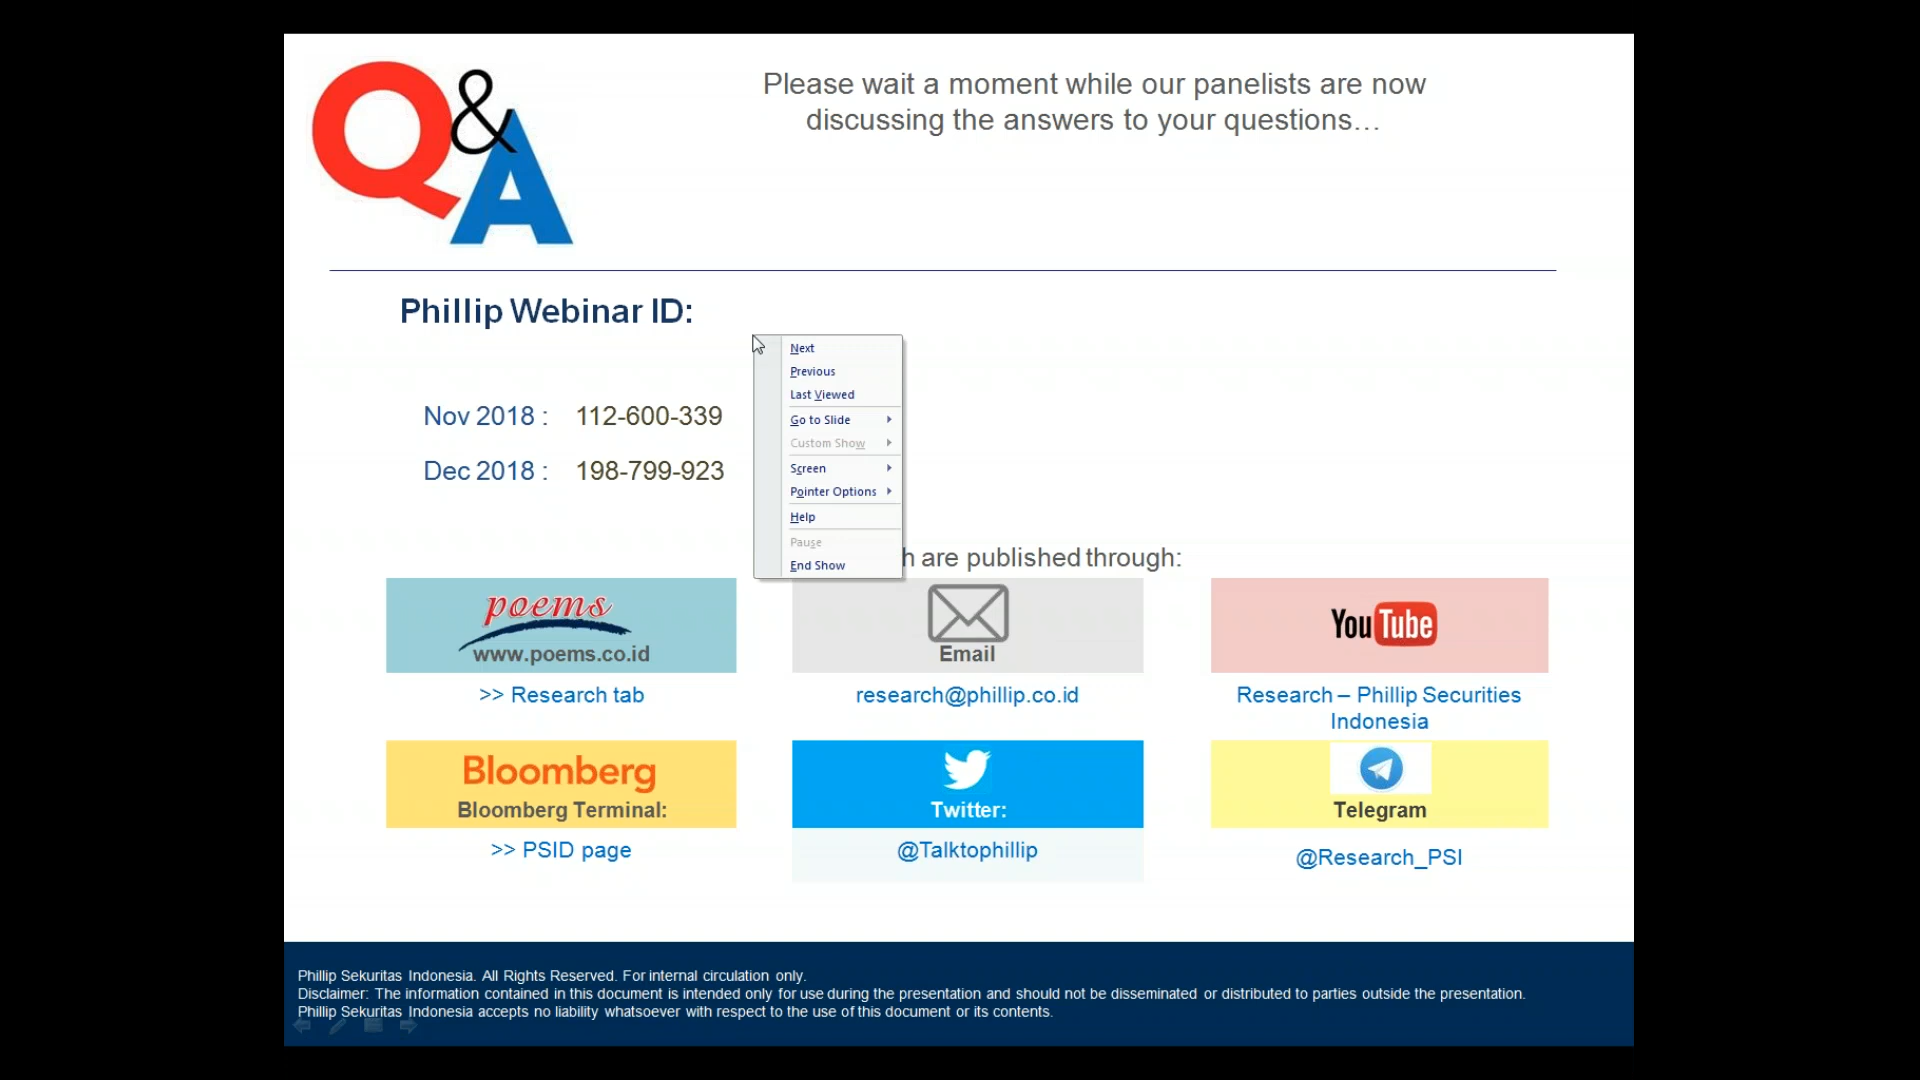 Q&A
Please wait a moment while our panelists are now
discussing the answers to your questions…
Phillip Webinar ID:
Nov 2018 : 112-600-339
Dec 2018 : 198-799-923
Next
Previous
Last Viewed
Go to Slide
Custom Show
Screen
Pointer Options
Help
Pause
End Show
h are published through:
poems
www.poems.co.id
>> Research tab
Email
research@phillip.co.id
YouTube
Research – Phillip Securities
Indonesia
Bloomberg
Bloomberg Terminal:
>> PSID page
Twitter:
@Talktophillip
Telegram
@Research_PSI
Phillip Sekuritas Indonesia. All Rights Reserved. For internal circulation only.
Disclaimer: The information contained in this document is intended only for use during the presentation and should not be disseminated or distributed to parties outside the presentation.
Phillip Sekuritas Indonesia accepts no liability whatsoever with respect to the use of this document or its contents.